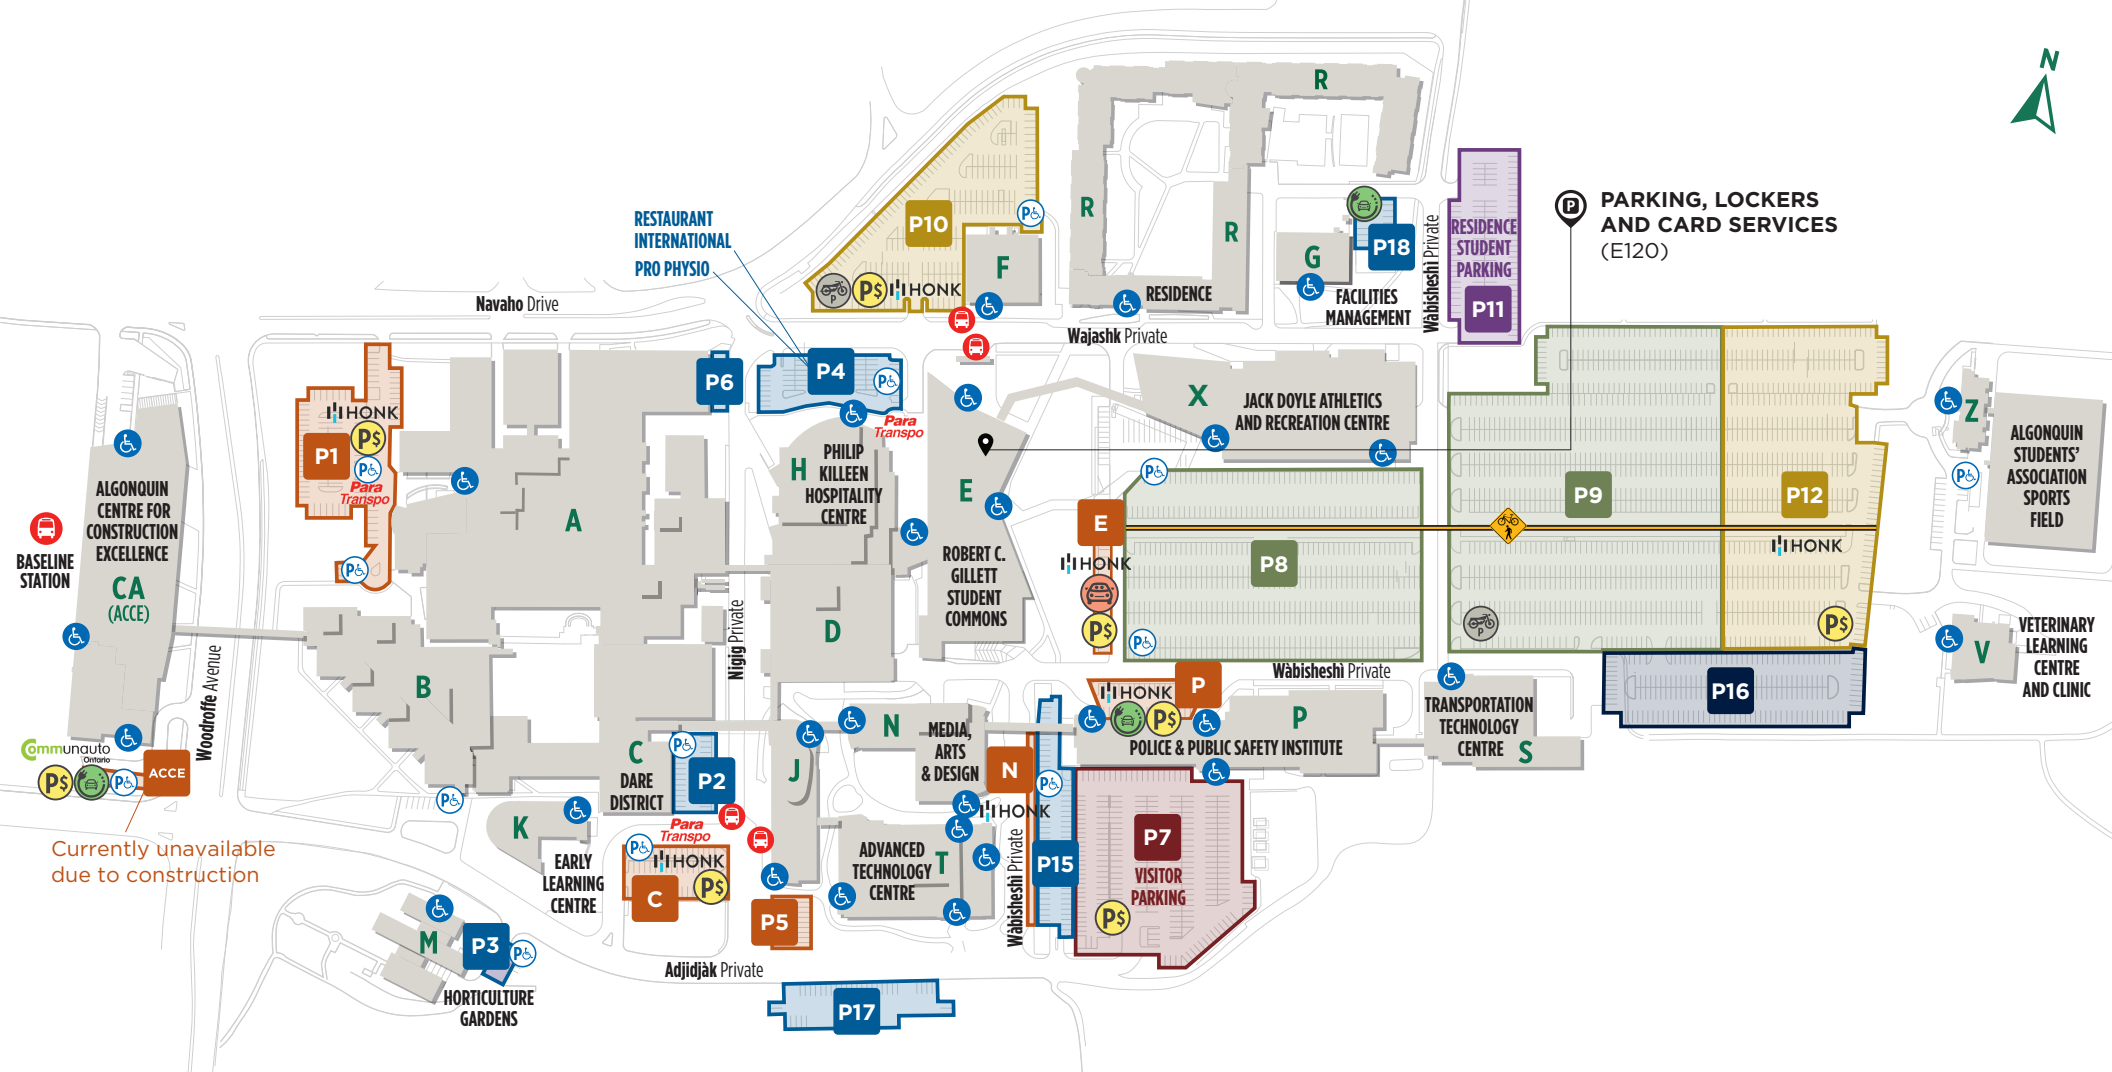 N
R
PARKING, LOCKERS
AND CARD SERVICES
(E120)
P
RESTAURANT
INTERNATIONAL
PRO PHYSIO
P10
P
R
R
RESIDENCE
STUDENT
PARKING
P11
P18
G
F
P
P$
HONK
RESIDENCE
FACILITIES
MANAGEMENT
Wàbisheshì Private
Navaho Drive
Wajashk Private
P6
P4
P
Para
Transpo
HONK
P$
P1
P
Para
Transpo
P
X
JACK DOYLE ATHLETICS
AND RECREATION CENTRE
Z
ALGONQUIN
STUDENTS'
ASSOCIATION
SPORTS
FIELD
P
H
PHILIP
KILLEEN
HOSPITALITY
CENTRE
E
A
P
P9
P12
ALGONQUIN
CENTRE FOR
CONSTRUCTION
EXCELLENCE
CA
(ACCE)
BASELINE
STATION
E
HONK
P$
P8
P
HONK
P
P$
ROBERT C.
GILLETT
STUDENT
COMMONS
D
Nigig Private
Woodroffe Avenue
B
Wàbisheshì Private
VETERINARY
LEARNING
CENTRE
AND CLINIC
V
P16
HONK
P
P$
P
POLICE & PUBLIC SAFETY INSTITUTE
TRANSPORTATION
TECHNOLOGY
CENTRE
S
N
MEDIA,
ARTS
& DESIGN
N
HONK
P
P15
C
DARE
DISTRICT
P
P2
J
Communauto
Ontario
P$
P
ACCE
Currently unavailable
due to construction
P
K
EARLY
LEARNING
CENTRE
Para
Transpo
P
HONK
C
P$
P5
ADVANCED
TECHNOLOGY
CENTRE
T
Wàbisheshì Private
P7
VISITOR
PARKING
P$
M
P3
P
HORTICULTURE
GARDENS
Adjidjàk Private
P17